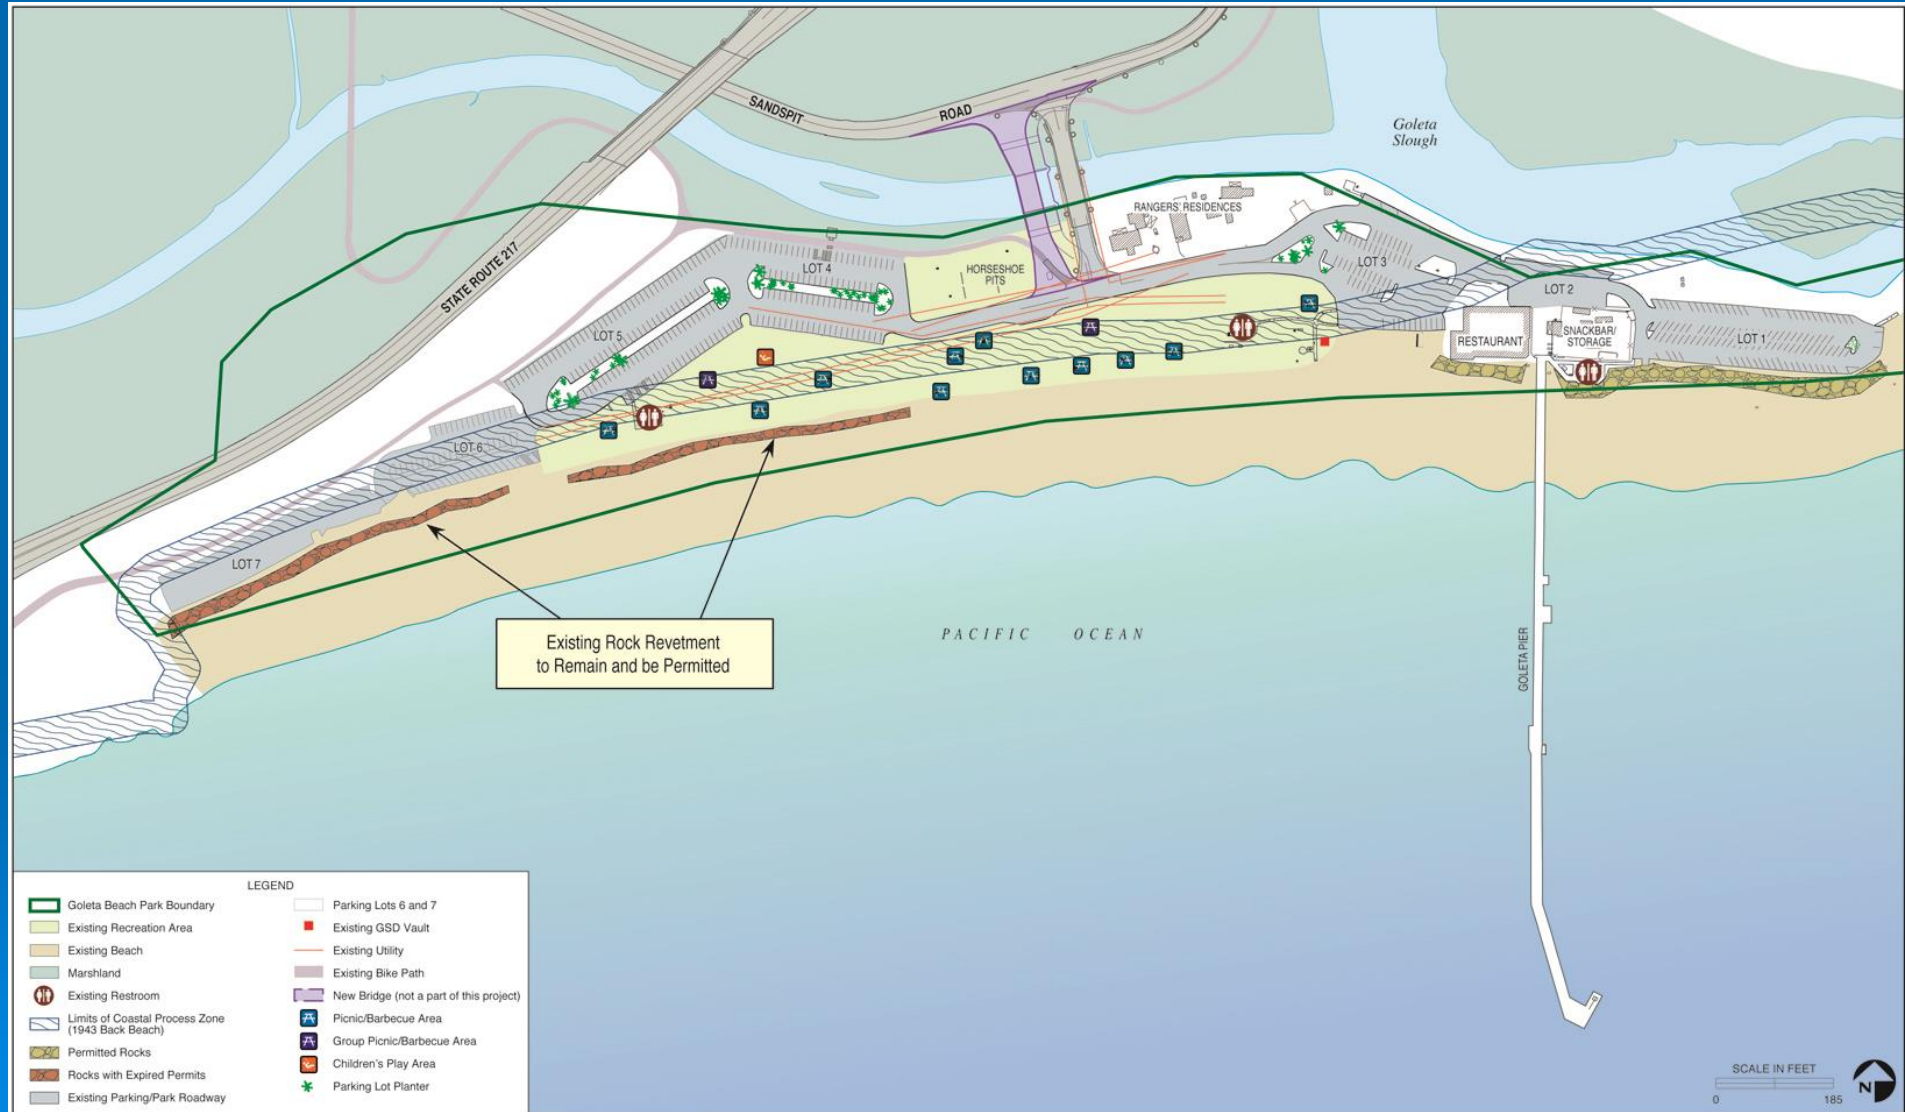 SANDSPIT
ROAD
Goleta
Slough
STATE ROUTE 217
RANGERS' RESIDENCES
LOT 4
HORSESHOE
PITS
LOT 3
LOT 2
LOT 5
RESTAURANT
SNACKBAR/
STORAGE
LOT 1
LOT 6
LOT 7
Existing Rock Revetment
to Remain and be Permitted
PACIFIC OCEAN
GOLETA PIER
LEGEND
Goleta Beach Park Boundary
Existing Recreation Area
Existing Beach
Marshland
Existing Restroom
Limits of Coastal Process Zone
(1943 Back Beach)
Permitted Rocks
Rocks with Expired Permits
Existing Parking/Park Roadway
Parking Lots 6 and 7
Existing GSD Vault
Existing Utility
Existing Bike Path
New Bridge (not a part of this project)
Picnic/Barbecue Area
Group Picnic/Barbecue Area
Children's Play Area
Parking Lot Planter
SCALE IN FEET
0 185
N